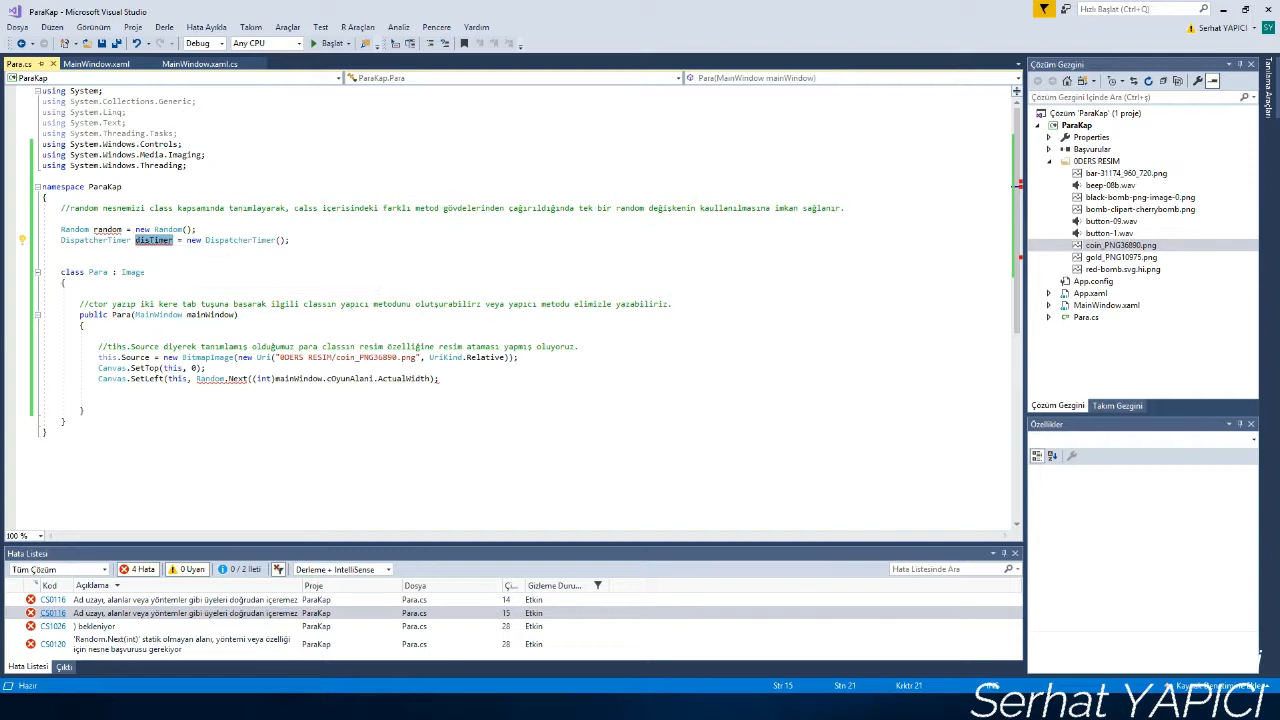 ParaKap - Microsoft Visual Studio
Hızlı Başlat (Ctrl+Q)
Dosya Düzen Görünüm Proje Derle Hata Ayıkla Takım Araçlar Test R Araçları Analiz Pencere Yardım
Serhat YAPICI SY
Debug Any CPU Başlat
Para.cs MainWindow.xaml MainWindow.xaml.cs
ParaKap ParaKap.Para Para(MainWindow mainWindow)
using System;
using System.Collections.Generic;
using System.Linq;
using System.Text;
using System.Threading.Tasks;
using System.Windows.Controls;
using System.Windows.Media.Imaging;
using System.Windows.Threading;
namespace ParaKap
{
//random nesnemizi class kapsamında tanımlayarak, calss içerisindeki farklı metod gövdelerinden çağırıldığında tek bir random değişkenin kaullanılmasına imkan sağlanır.
Random random = new Random();
DispatcherTimer disTimer = new DispatcherTimer();
class Para : Image
{
//ctor yazıp iki kere tab tuşuna basarak ilgili classın yapıcı metodunu olutşurabilirz veya yapıcı metodu elimizle yazabiliriz.
public Para(MainWindow mainWindow)
{
//tihs.Source diyerek tanımlamış olduğumuz para classın resim özelliğine resim ataması yapmış oluyoruz.
this.Source = new BitmapImage(new Uri("0DERS RESIM/coin_PNG36890.png", UriKind.Relative));
Canvas.SetTop(this, 0);
Canvas.SetLeft(this, Random.Next((int)mainWindow.cOyunAlani.ActualWidth);
}
}
}
100 %
Çözüm Gezgini
Çözüm Gezgini İçinde Ara (Ctrl+ş)
Çözüm 'ParaKap' (1 proje)
ParaKap
Properties
Başvurular
0DERS RESIM
bar-31174_960_720.png
beep-08b.wav
black-bomb-png-image-0.png
bomb-clipart-cherrybomb.png
button-09.wav
button-1.wav
coin_PNG36890.png
gold_PNG10975.png
red-bomb.svg.hi.png
App.config
App.xaml
MainWindow.xaml
Para.cs
Çözüm Gezgini Takım Gezgini
Özellikler
Tanılama Araçları
Hata Listesi
Tüm Çözüm 4 Hata 0 Uyarı 0 / 2 İleti Derleme + IntelliSense Hata Listesinde Ara
Kod Açıklama Proje Dosya Çi... Gizleme Duru...
CS0116 Ad uzayı, alanlar veya yöntemler gibi üyeleri doğrudan içeremez ParaKap Para.cs 14 Etkin
CS0116 Ad uzayı, alanlar veya yöntemler gibi üyeleri doğrudan içeremez ParaKap Para.cs 15 Etkin
CS1026 ) bekleniyor ParaKap Para.cs 28 Etkin
CS0120 'Random.Next(int)' statik olmayan alanı, yöntemi veya özelliği ParaKap Para.cs 28 Etkin
için nesne başvurusu gerekiyor
Hata Listesi Çıktı
Hazır Str 15 Stn 21 Krktr 21
Serhat YAPICI